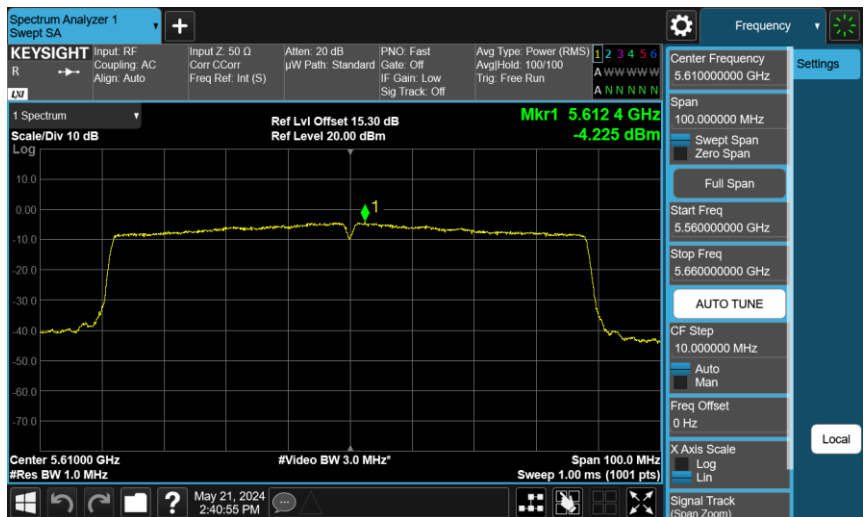 Spectrum Analyzer 1
Swept SA
+
Frequency
KEYSIGHT
R
LXI
Input: RF
Coupling: AC
Align: Auto
Input Z: 50 Ω
Corr CCorr
Freq Ref: Int (S)
Atten: 20 dB
µW Path: Standard
PNO: Fast
Gate: Off
IF Gain: Low
Sig Track: Off
Avg Type: Power (RMS)
Avg|Hold: 100/100
Trig: Free Run
1 2 3 4 5 6
A W W W W W
A N N N N N
1 Spectrum
Scale/Div 10 dB
Log
Ref Lvl Offset 15.30 dB
Ref Level 20.00 dBm
Mkr1 5.612 4 GHz
-4.225 dBm
10.0
0.00
-10.0
-20.0
-30.0
-40.0
-50.0
-60.0
-70.0
1
Center 5.61000 GHz
#Res BW 1.0 MHz
#Video BW 3.0 MHz*
Span 100.0 MHz
Sweep 1.00 ms (1001 pts)
?
May 21, 2024
2:40:55 PM
Center Frequency
5.610000000 GHz
Span
100.000000 MHz
Swept Span
Zero Span
Full Span
Start Freq
5.560000000 GHz
Stop Freq
5.660000000 GHz
AUTO TUNE
CF Step
10.000000 MHz
Auto
Man
Freq Offset
0 Hz
X Axis Scale
Log
Lin
Signal Track
(Span Zoom)
Settings
Local